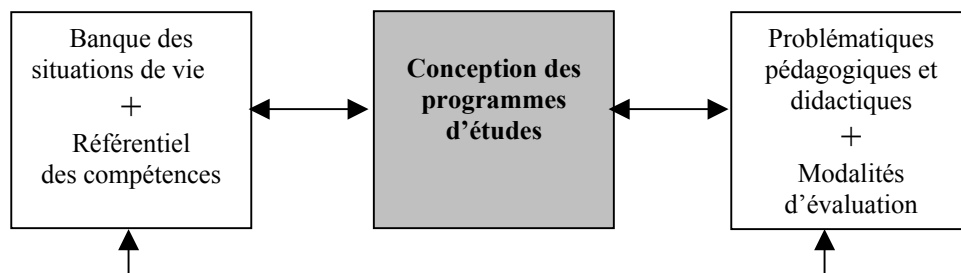 Banque des
situations de vie
+
Référentiel
des compétences
Conception des
programmes
d’études
Problématiques
pédagogiques et
didactiques
+
Modalités
d’évaluation